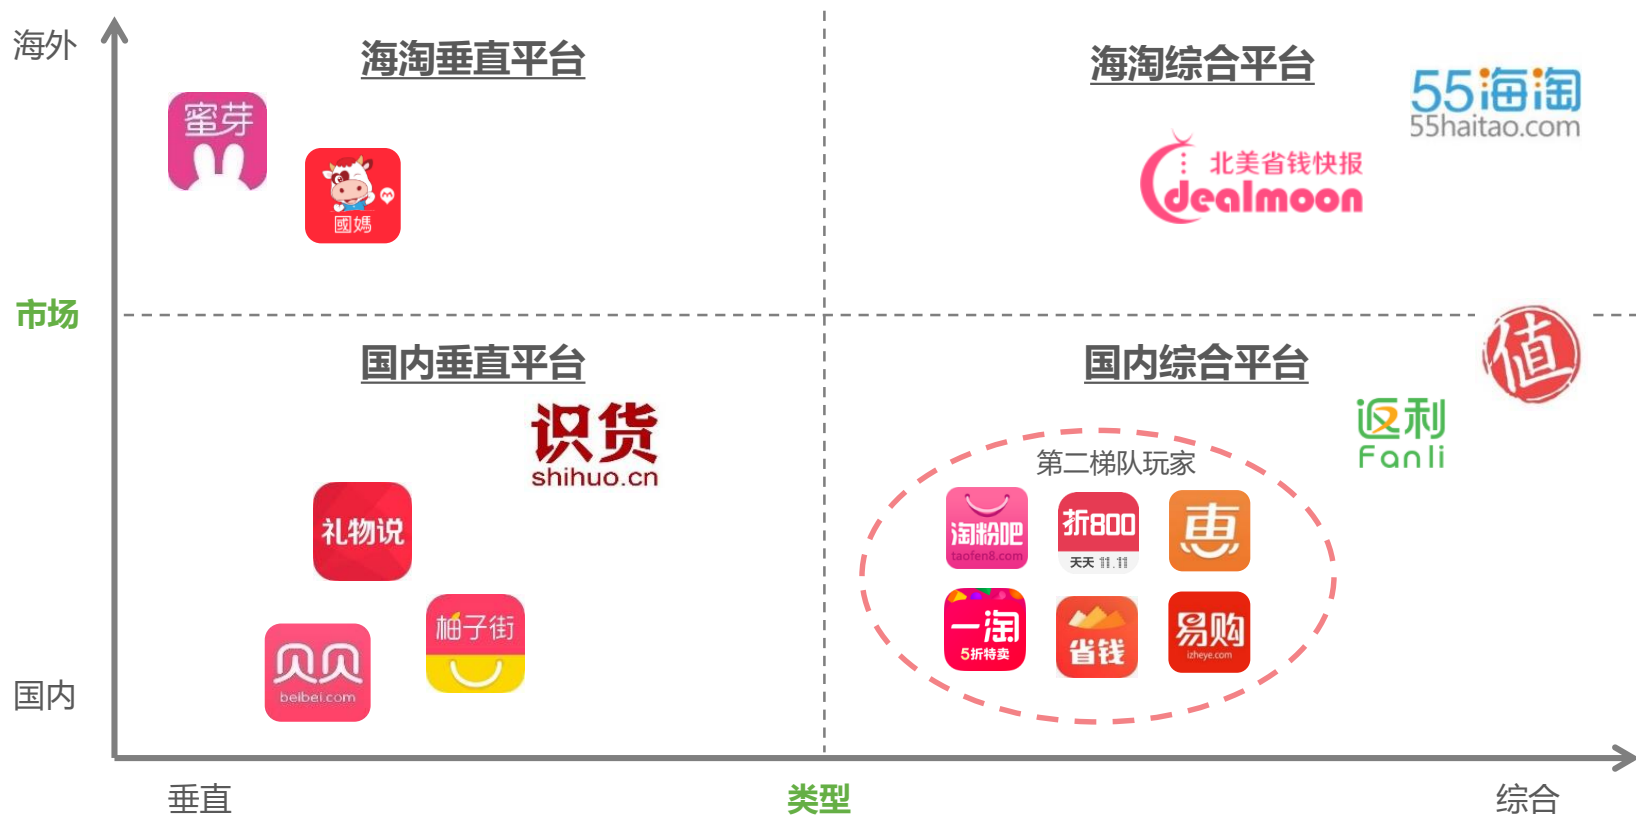 海外
海淘垂直平台
海淘综合平台
55海淘
55haitao.com
蜜芽
國媽
北美省钱快报
dealmoon
市场
国内垂直平台
国内综合平台
值
识货
shihuo.cn
返利
Fanli
第二梯队玩家
礼物说
淘粉吧
taofen8.com
折800
天天 11.11
惠
柚子街
贝贝
beibei.com
一淘
5折特卖
省钱
易购
izheye.com
国内
垂直
类型
综合